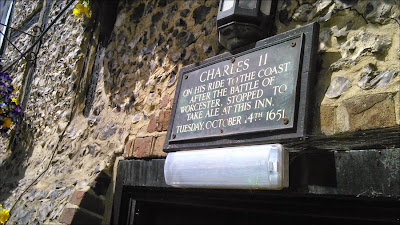 CHARLES II
ON HIS RIDE TO THE COAST
AFTER THE BATTLE OF
WORCESTER, STOPPED TO
TAKE ALE AT THIS INN.
TUESDAY, OCTOBER 14TH 1651.